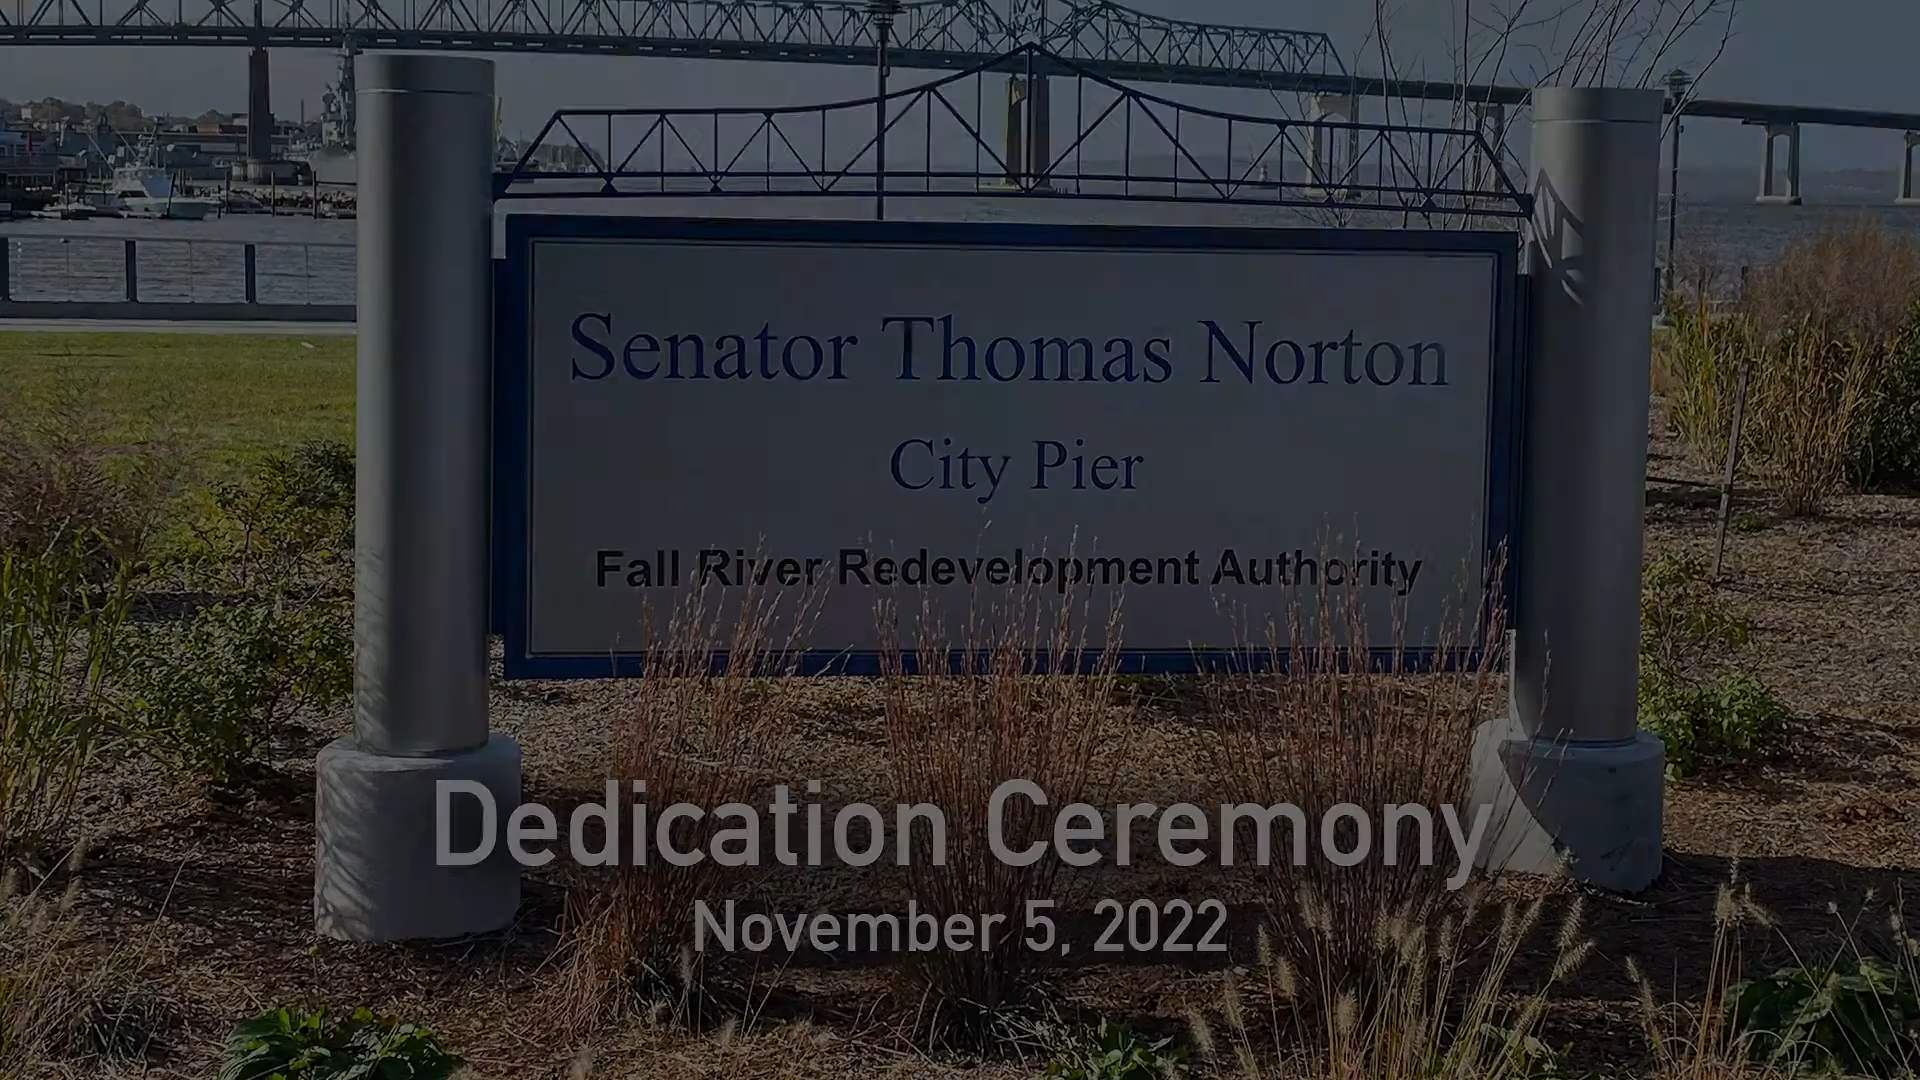 Senator Thomas Norton
City Pier
Fall River Redevelopment Authority
Dedication Ceremony
November 5, 2022